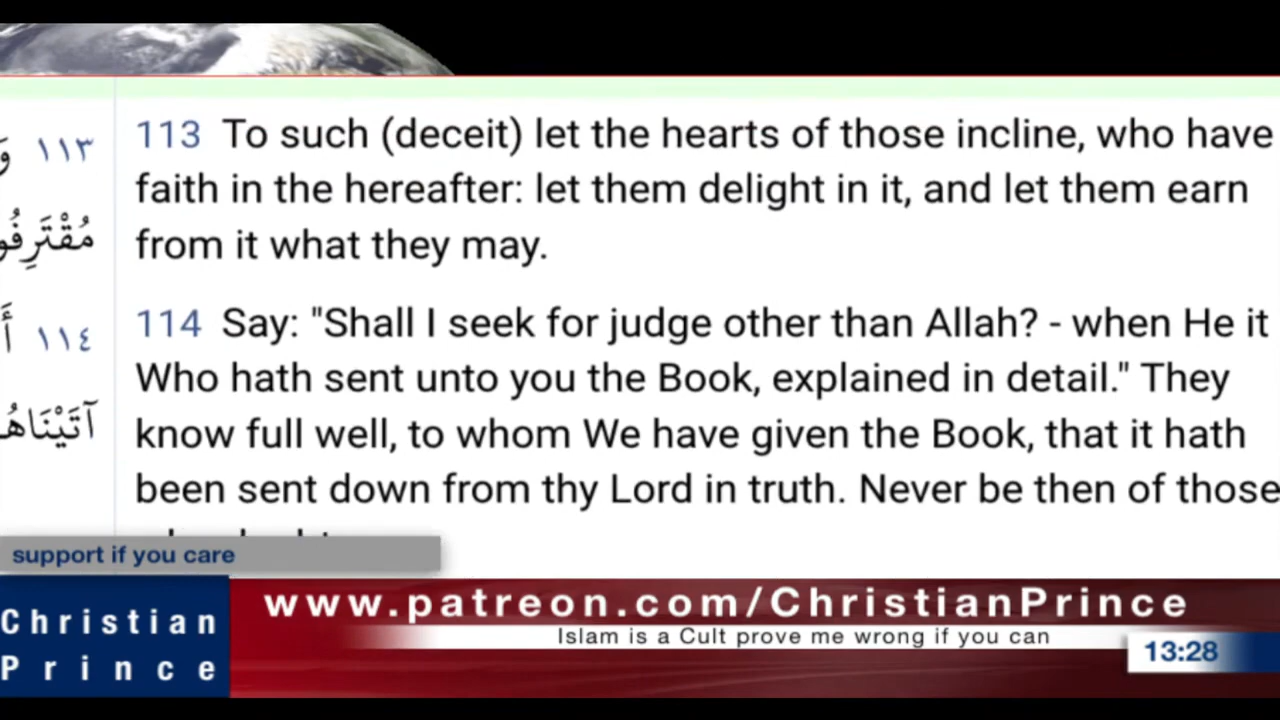 113 To such (deceit) let the hearts of those incline, who have
faith in the hereafter: let them delight in it, and let them earn
from it what they may.
١١٣
114 Say: "Shall I seek for judge other than Allah? - when He it
Who hath sent unto you the Book, explained in detail." They
know full well, to whom We have given the Book, that it hath
been sent down from thy Lord in truth. Never be then of those
١١٤
support if you care
Christian
Prince
www.patreon.com/ChristianPrince
Islam is a Cult prove me wrong if you can
13:28